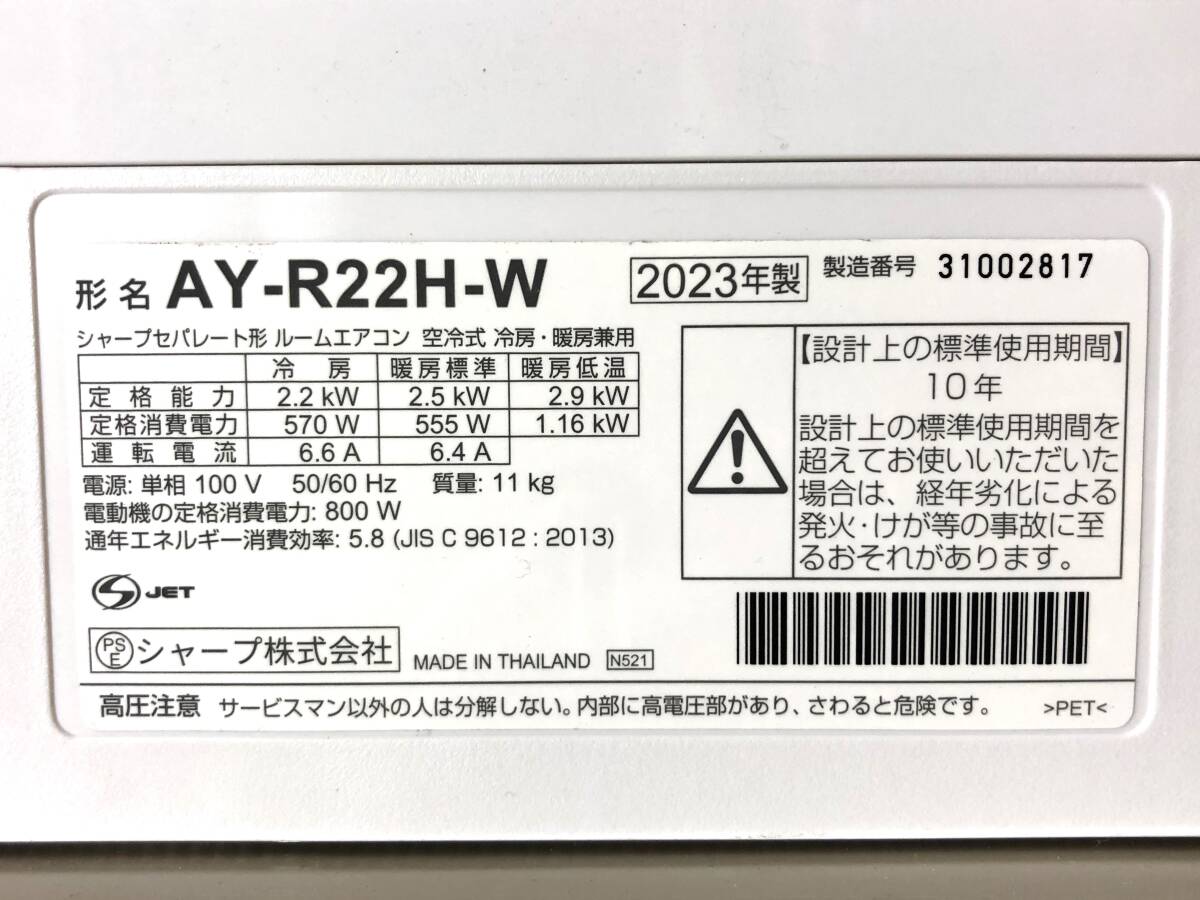 形名 AY-R22H-W
2023年製
製造番号 31002817
シャープセパレート形 ルームエアコン 空冷式 冷房・暖房兼用
冷房 暖房標準 暖房低温
定格能力 2.2 kW 2.5 kW 2.9 kW
定格消費電力 570 W 555 W 1.16 kW
運転電流 6.6 A 6.4 A
電源: 単相 100 V 50/60 Hz 質量: 11 kg
電動機の定格消費電力: 800 W
通年エネルギー消費効率: 5.8 (JIS C 9612 : 2013)
S JET
PS E シャープ株式会社 MADE IN THAILAND N521
【設計上の標準使用期間】
10年
設計上の標準使用期間を
超えてお使いいただいた
場合は、経年劣化による
発火・けが等の事故に至
るおそれがあります。
高圧注意 サービスマン以外の人は分解しない。内部に高電圧部があり、さわると危険です。 >PET<